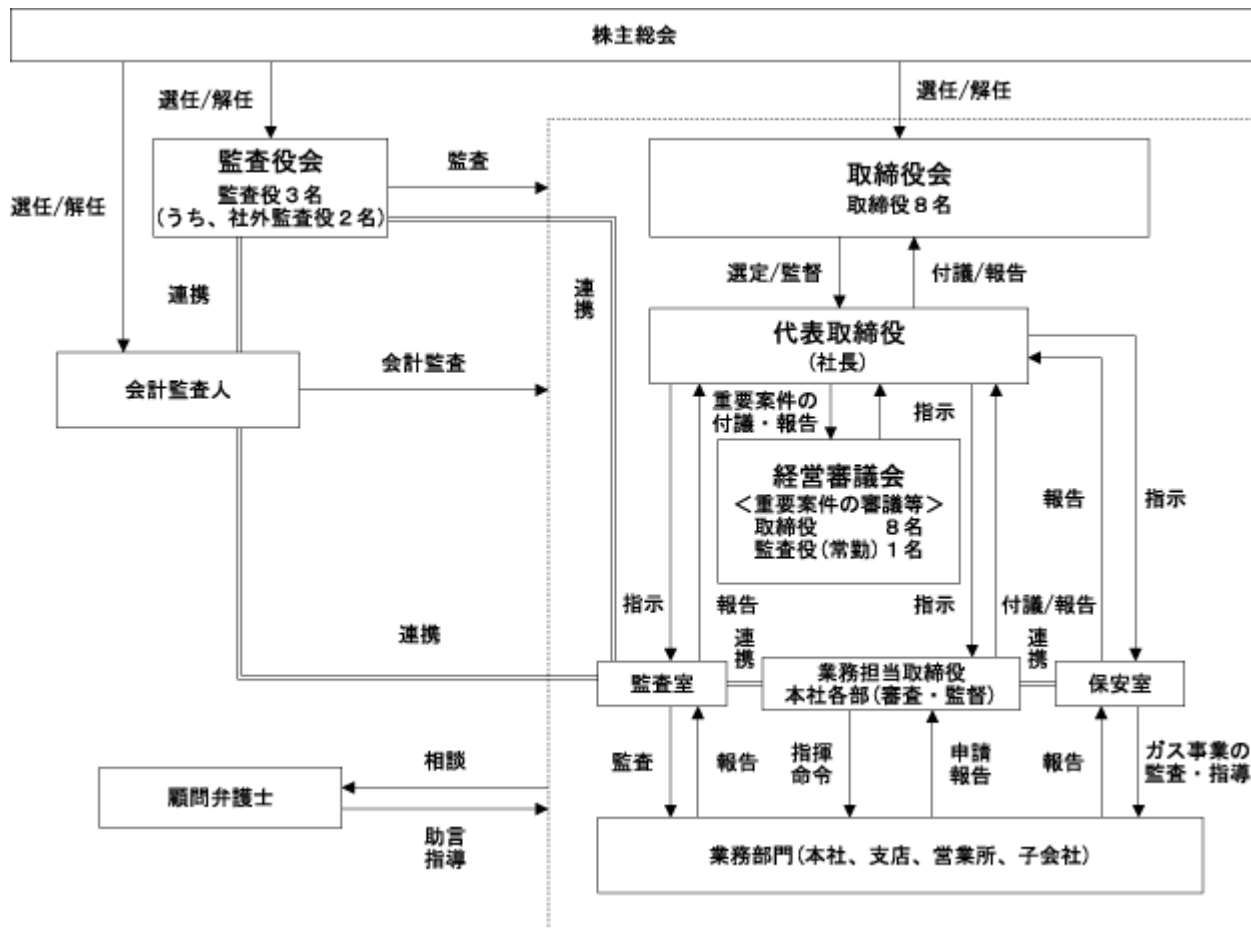 株主総会
選任/解任
選任/解任
選任/解任
監査役会
監査役3名
(うち、社外監査役2名)
監査
取締役会
取締役8名
連携
連携
選定/監督
付議/報告
代表取締役
(社長)
会計監査人
会計監査
重要案件の
付議・報告
指示
経営審議会
<重要案件の審議等>
取締役 8名
監査役(常勤)1名
報告
指示
指示
報告
指示
付議/報告
連携
連携
連携
監査室
業務担当取締役
本社各部(審査・監督)
保安室
監査
報告
指揮
命令
申請
報告
報告
ガス事業の
監査・指導
相談
顧問弁護士
助言
指導
業務部門(本社、支店、営業所、子会社)